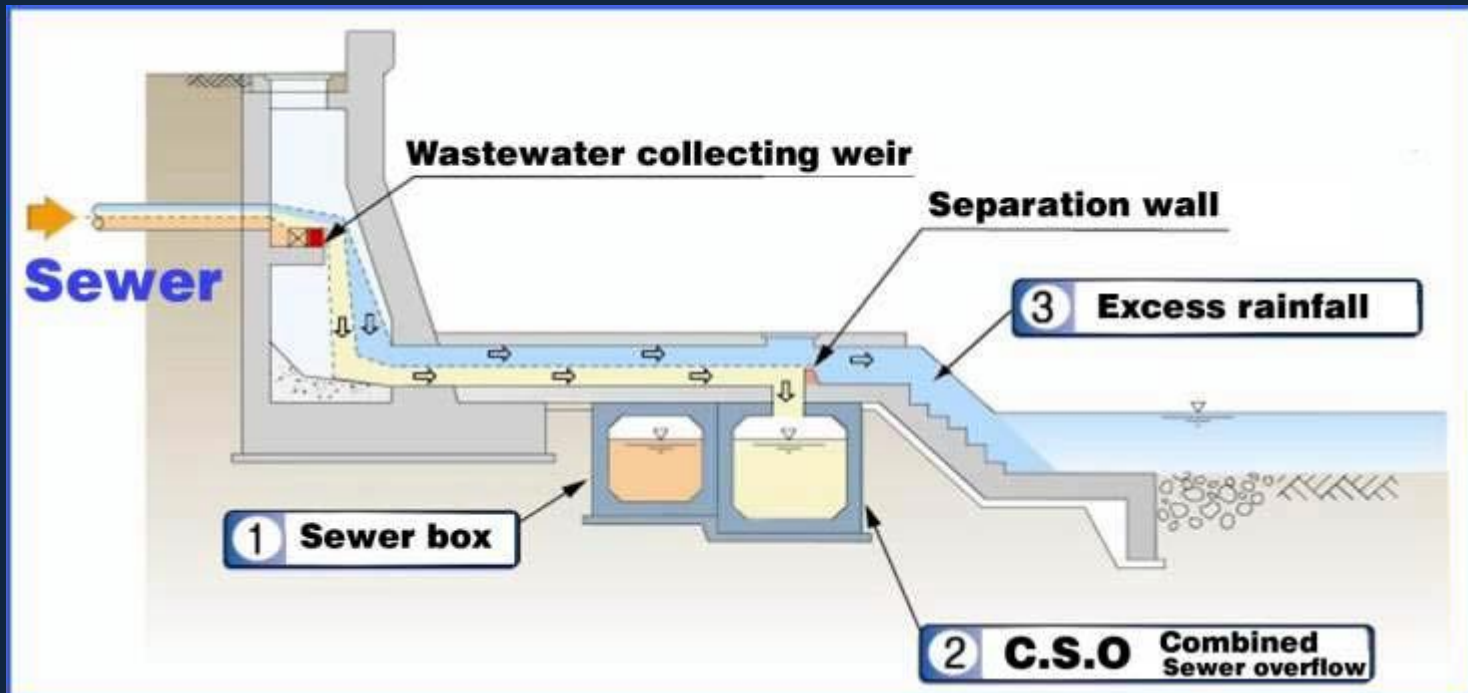 Wastewater collecting weir
Separation wall
Sewer
3 Excess rainfall
1 Sewer box
2 C.S.O Combined
Sewer overflow